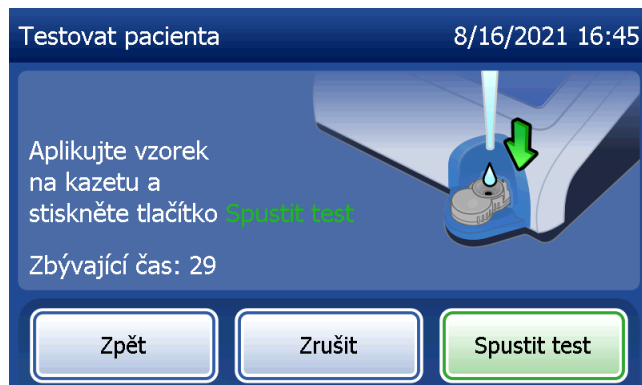 Testovat pacienta 8/16/2021 16:45
Aplikujte vzorek
na kazetu a
stiskněte tlačítko Spustit test
Zbývající čas: 29
Zpět Zrušit Spustit test